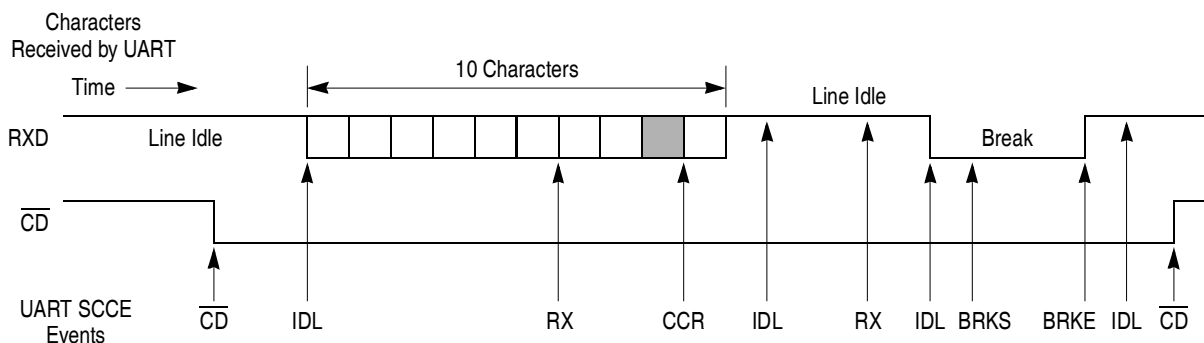 Characters
Received by UART
10 Characters
Time
Line Idle
RXD
Line Idle
Break
CD
UART SCCE
Events
CD
IDL
RX
CCR
IDL
RX
IDL
BRKS
BRKE
IDL
CD